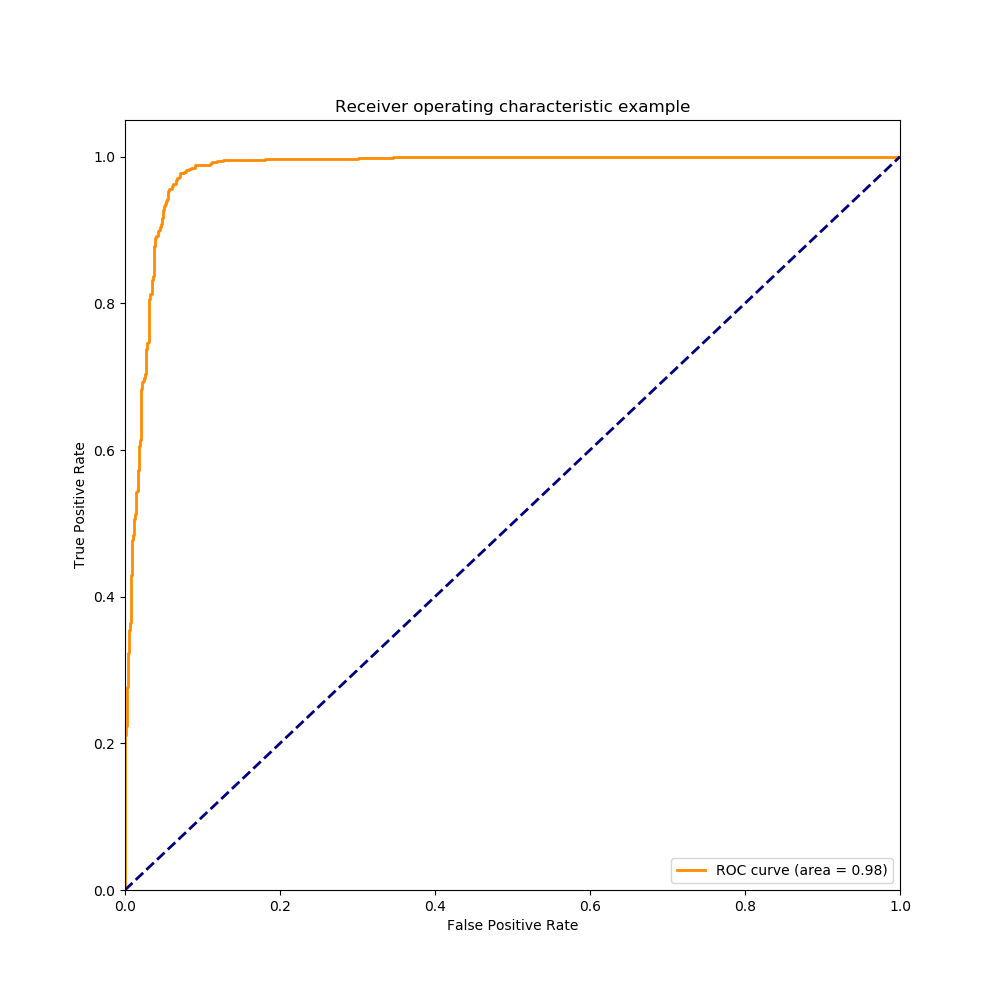 Receiver operating characteristic example
True Positive Rate
1.0
0.8
0.6
0.4
0.2
0.0
ROC curve (area = 0.98)
0.0 0.2 0.4 0.6 0.8 1.0
False Positive Rate